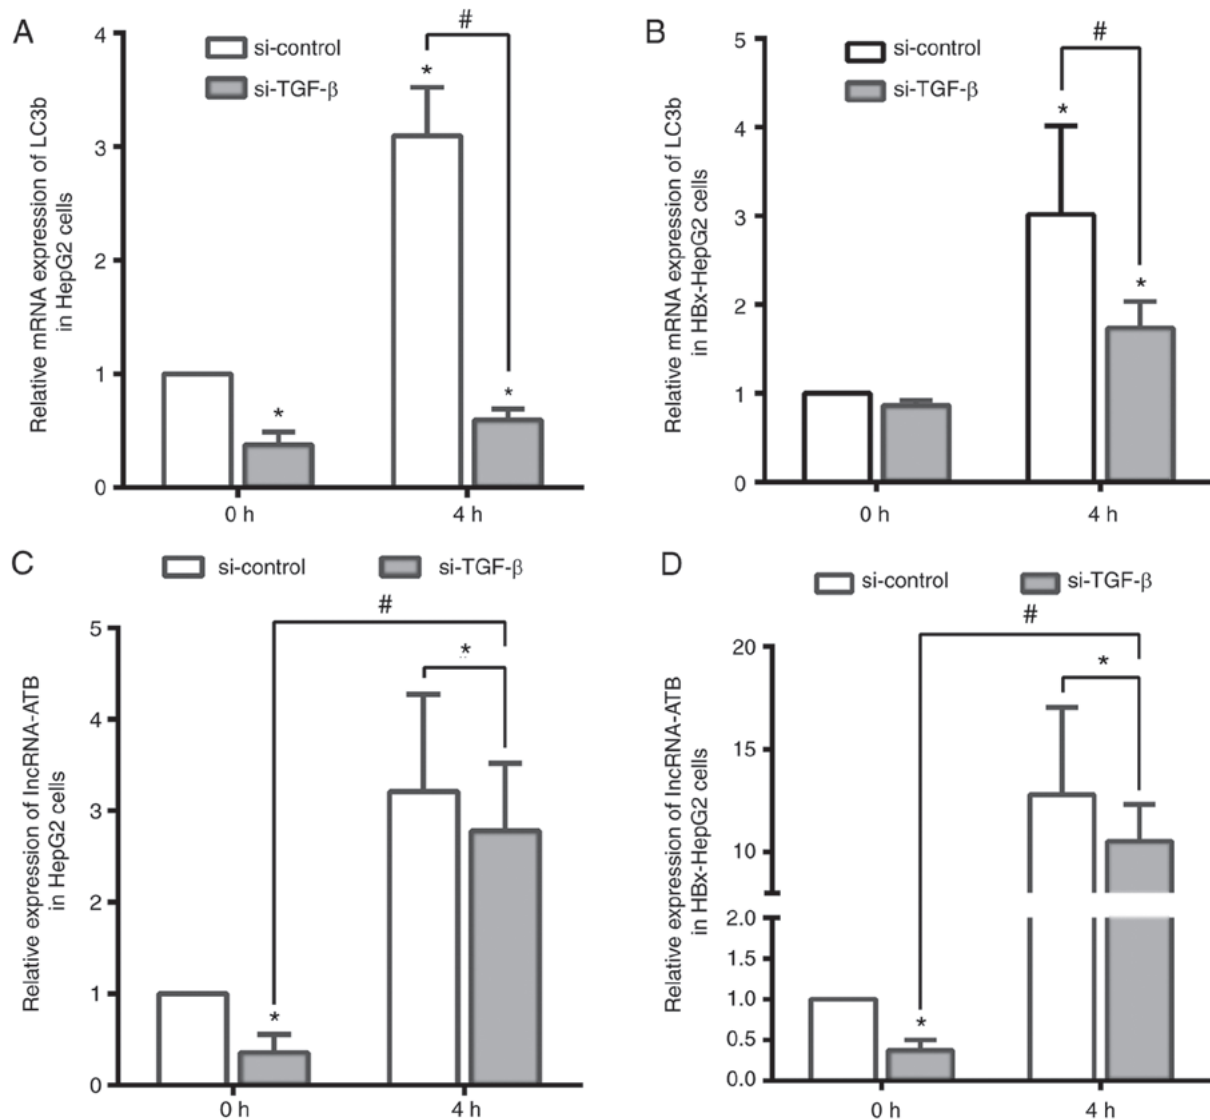 A
Relative mRNA expression of LC3b
in HepG2 cells
si-control
si-TGF-β
#
4
3
2
1
0
*
*
*
0 h
4 h
B
Relative mRNA expression of LC3b
in HBx-HepG2 cells
si-control
si-TGF-β
#
5
4
3
2
1
0
*
*
0 h
4 h
C
si-control
si-TGF-β
Relative expression of lncRNA-ATB
in HepG2 cells
#
*
5
4
3
2
1
0
*
0 h
4 h
D
si-control
si-TGF-β
Relative expression of lncRNA-ATB
in HBx-HepG2 cells
#
*
20
15
10
2.0
1.5
1.0
0.5
0.0
*
0 h
4 h